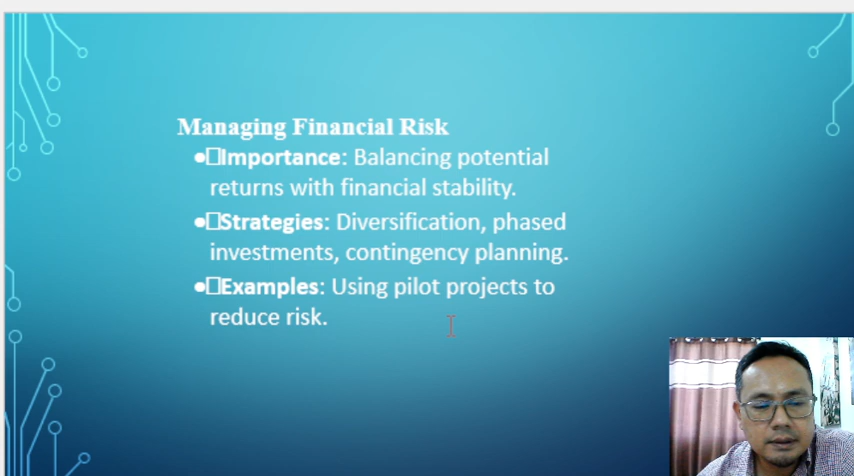 Managing Financial Risk
•□Importance: Balancing potential
returns with financial stability.
•□Strategies: Diversification, phased
investments, contingency planning.
•□Examples: Using pilot projects to
reduce risk.